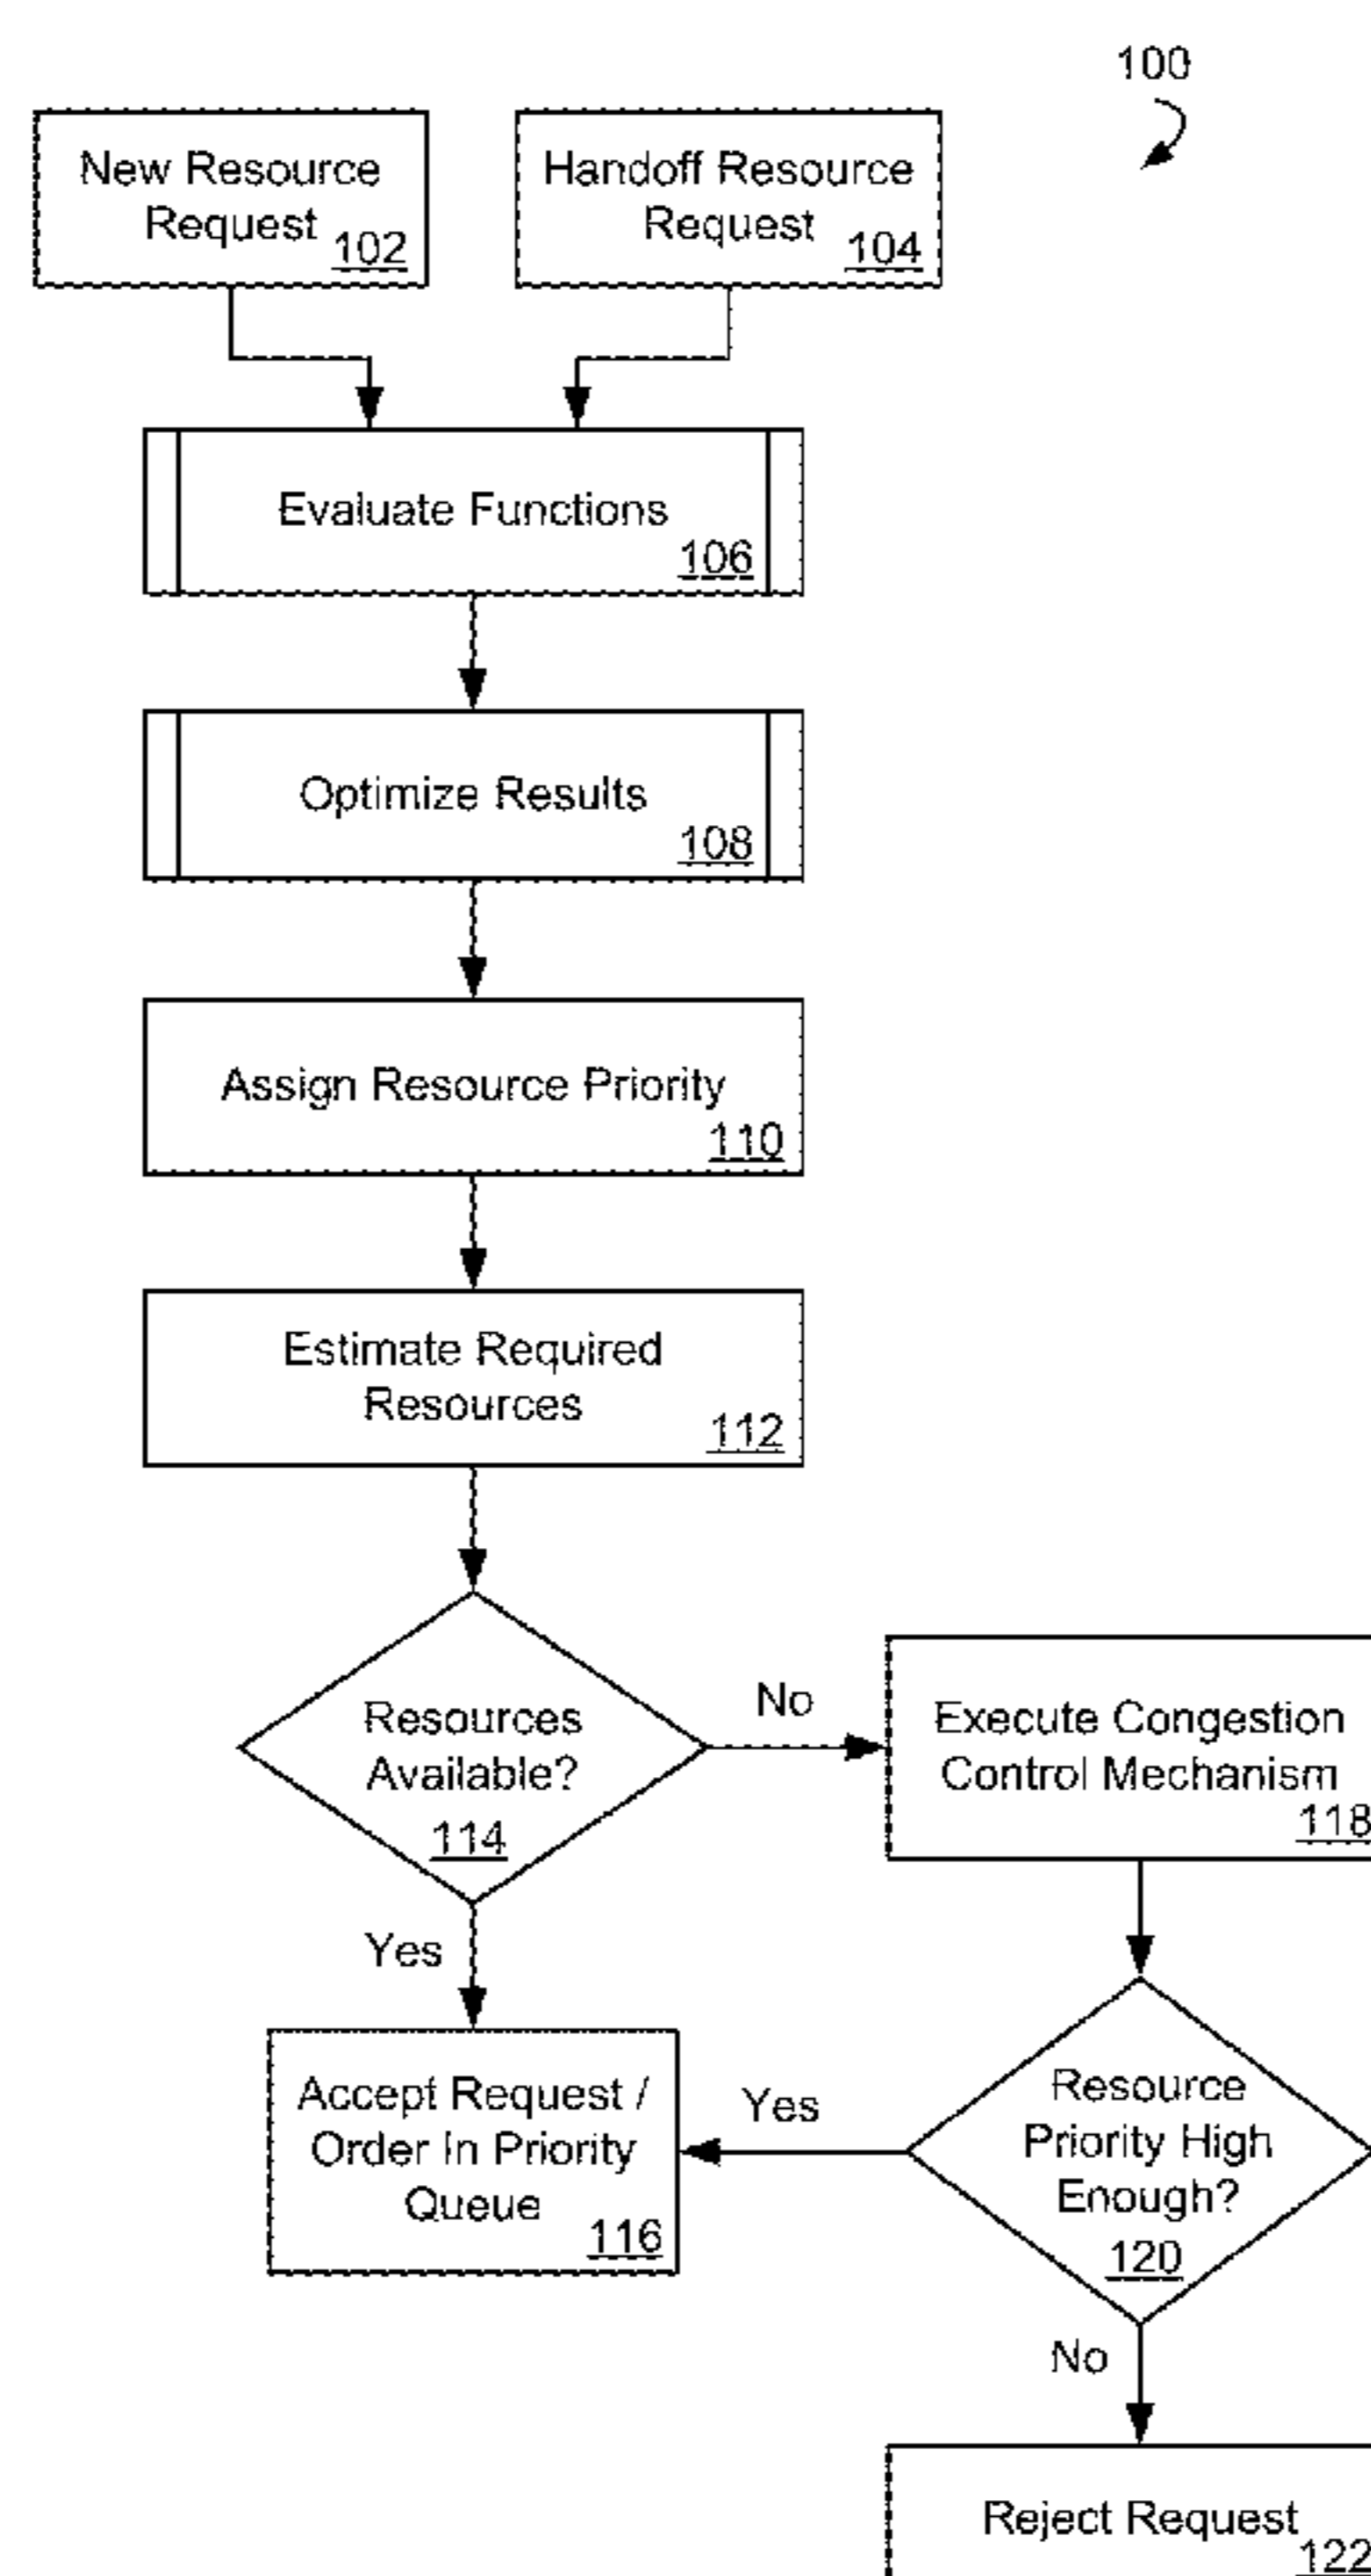 100
New Resource
Request 102
Handoff Resource
Request 104
Evaluate Functions
106
Optimize Results
108
Assign Resource Priority
110
Estimate Required
Resources
112
Resources
Available?
114
No
Execute Congestion
Control Mechanism
118
Yes
Accept Request /
Order In Priority
Queue
116
Yes
Resource
Priority High
Enough?
120
No
Reject Request
122